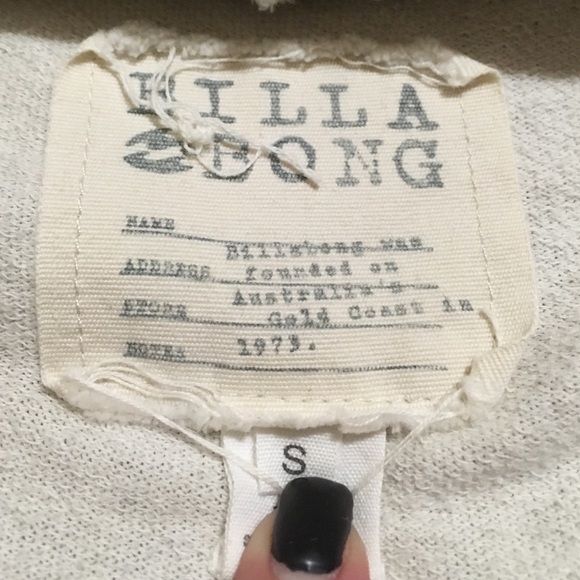 BILLA
BONG
NAME
Billabong was
ADDRESS founded on
STORE Australia's
Gold Coast in
NOTES 1973.
S